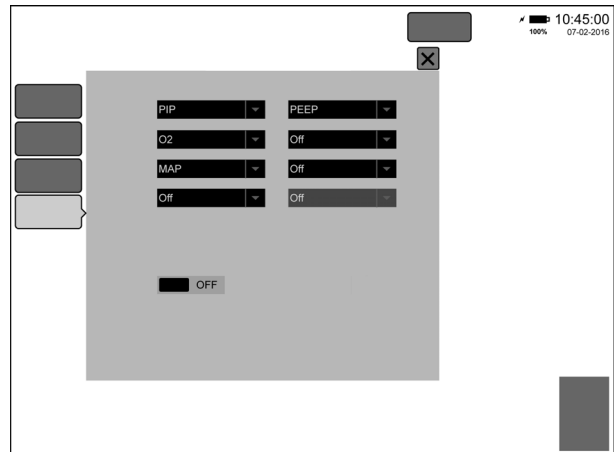 10:45:00
100% 07-02-2016
PIP PEEP
O2 Off
MAP Off
Off Off
OFF